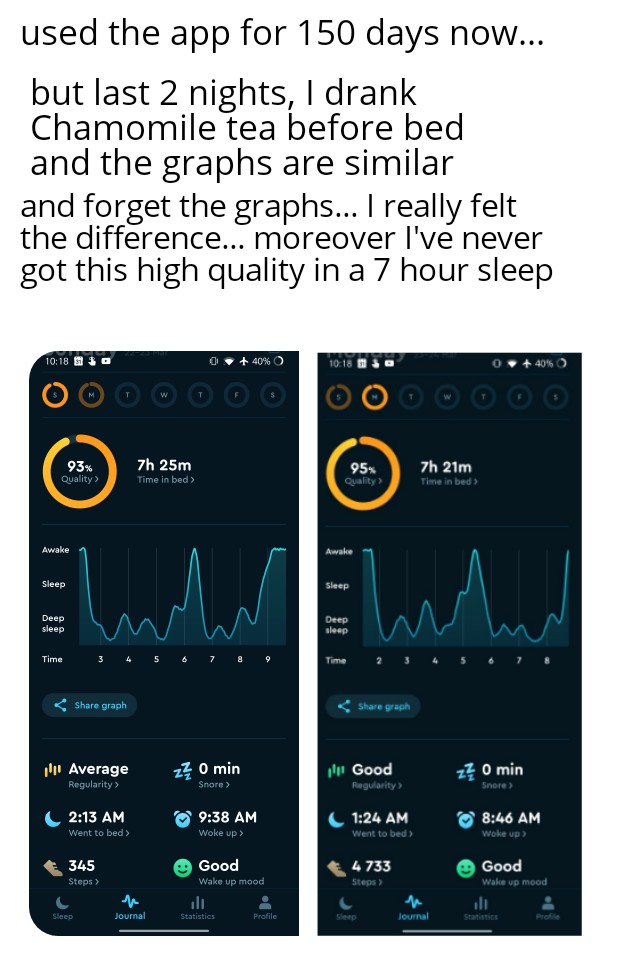 used the app for 150 days now...
but last 2 nights, I drank
Chamomile tea before bed
and the graphs are similar
and forget the graphs... I really felt
the difference... moreover I've never
got this high quality in a 7 hour sleep
10:18 31 40%
S M T W T F S
93%
Quality >
7h 25m
Time in bed >
Awake
Sleep
Deep
sleep
Time 3 4 5 6 7 8 9
Share graph
Average
Regularity >
0 min
Snore >
2:13 AM
Went to bed >
9:38 AM
Woke up >
345
Steps >
Good
Wake up mood
Sleep Journal Statistics Profile
10:18 31 40%
S M T W T F S
95%
Quality >
7h 21m
Time in bed >
Awake
Sleep
Deep
sleep
Time 2 3 4 5 6 7 8
Share graph
Good
Regularity >
0 min
Snore >
1:24 AM
Went to bed >
8:46 AM
Woke up >
4 733
Steps >
Good
Wake up mood
Sleep Journal Statistics Profile